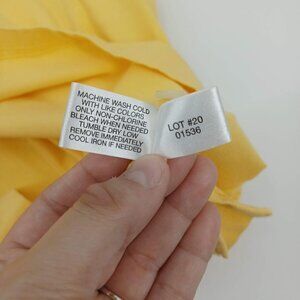 MACHINE WASH COLD
WITH LIKE COLORS
ONLY NON-CHLORINE
BLEACH WHEN NEEDED
TUMBLE DRY LOW
REMOVE IMMEDIATELY
COOL IRON IF NEEDED
LOT #20
01536